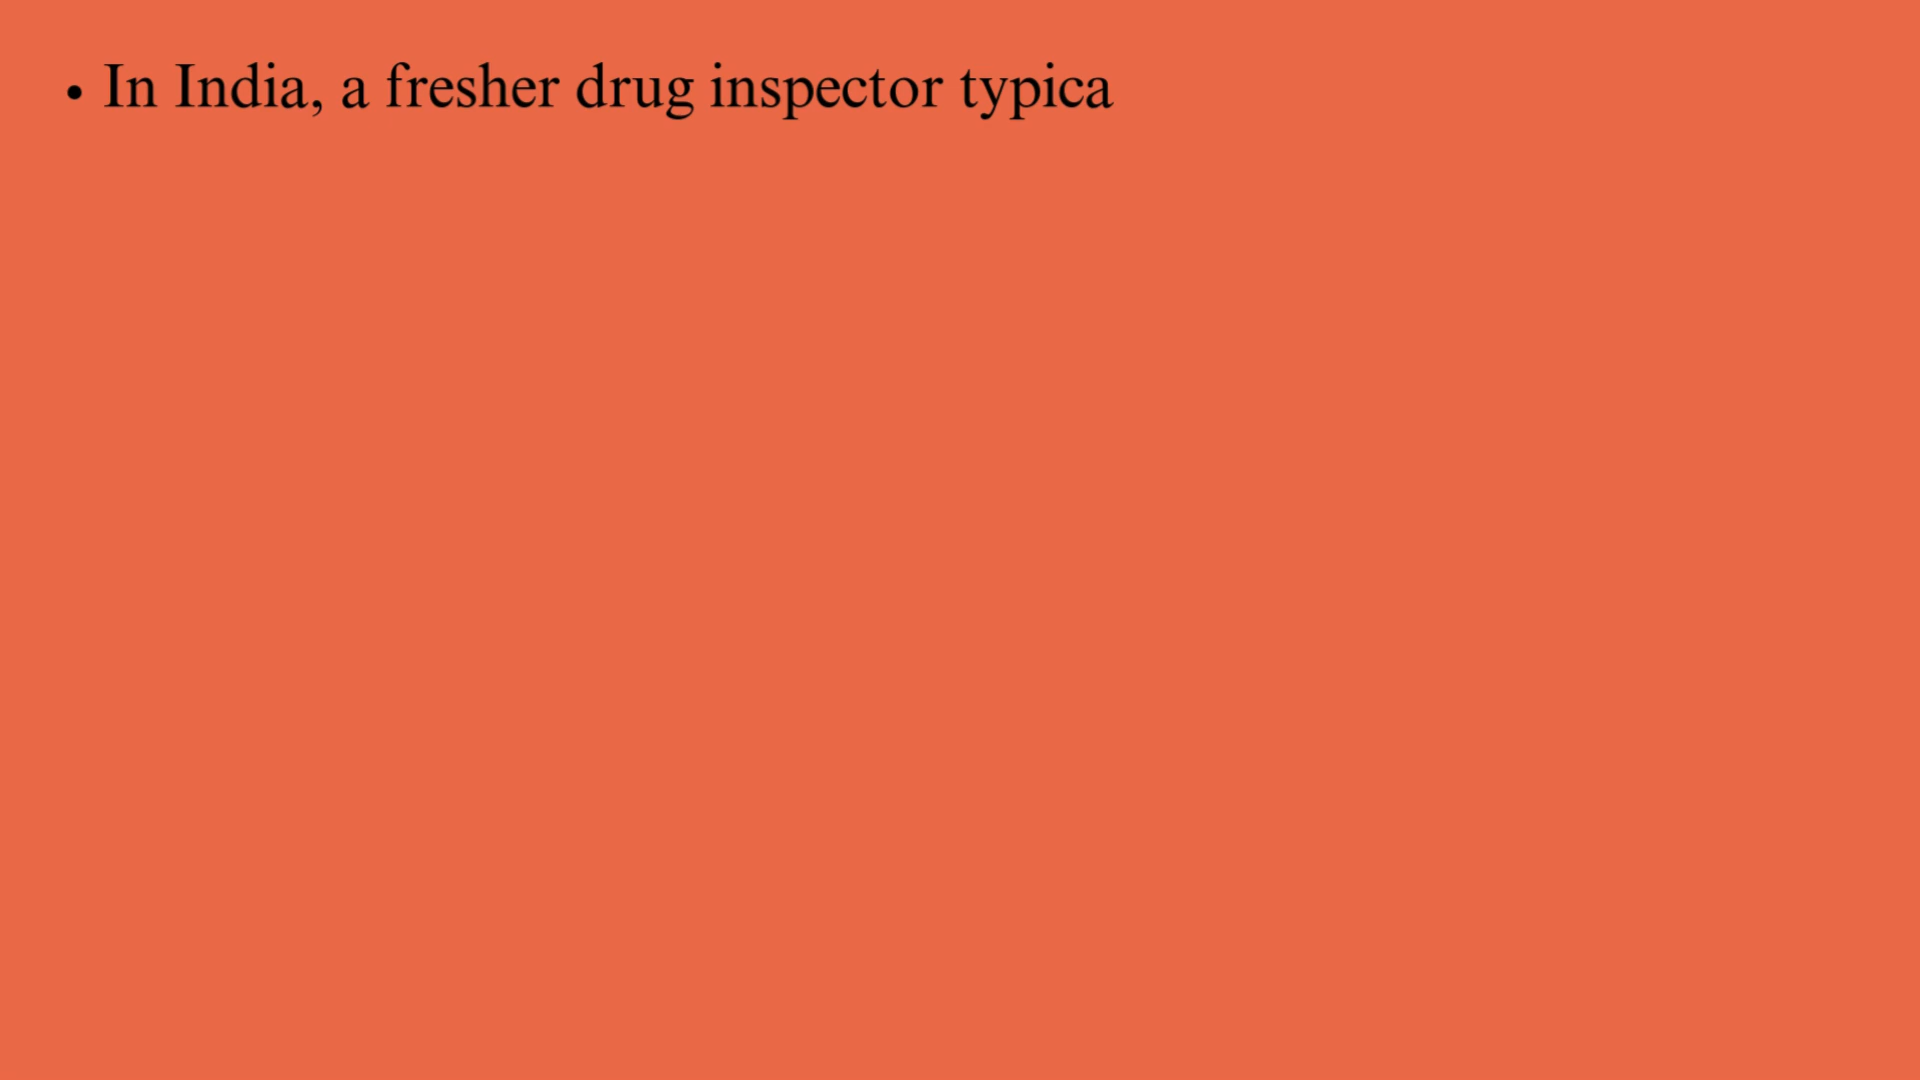 • In India, a fresher drug inspector typica